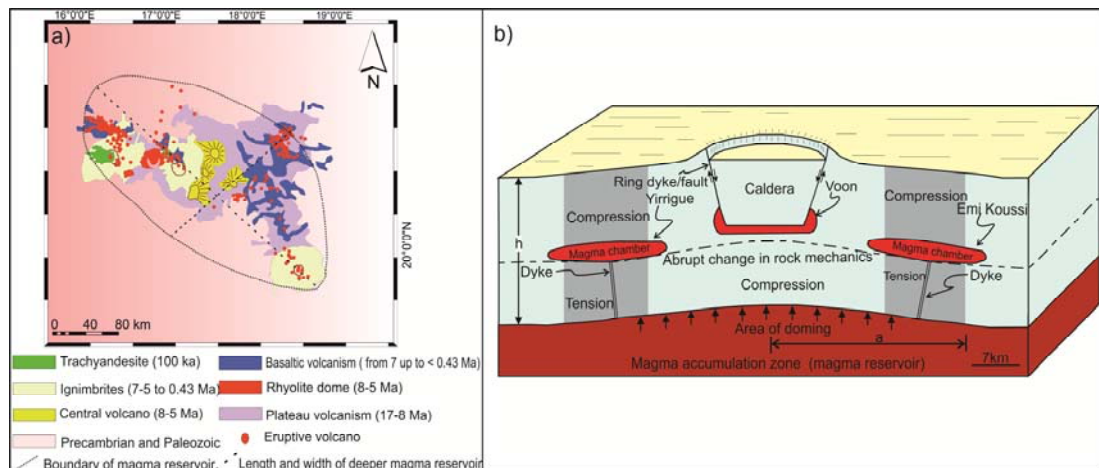 16°0'0"E 17°0'0"E 18°0'0"E 19°0'0"E
a)
N
20°0'0"N
0 20 40 80 km
Trachyandesite (100 ka)
Basaltic volcanism ( from 7 up to < 0.43 Ma)
Ignimbrites (7-5 to 0.43 Ma)
Rhyolite dome (8-5 Ma)
Central volcano (8-5 Ma)
Plateau volcanism (17-8 Ma)
Precambrian and Paleozoic
Eruptive volcano
Boundary of magma reservoir
Length and width of deeper magma reservoir
b)
Ring dyke/fault
Yirrigue
Caldera
Voon
Compression
Compression
Emi Koussi
h
Magma chamber
Magma chamber
Abrupt change in rock mechanics
Dyke
Tension
Dyke
Tension
Compression
Area of doming
a
Magma accumulation zone (magma reservoir)
7km